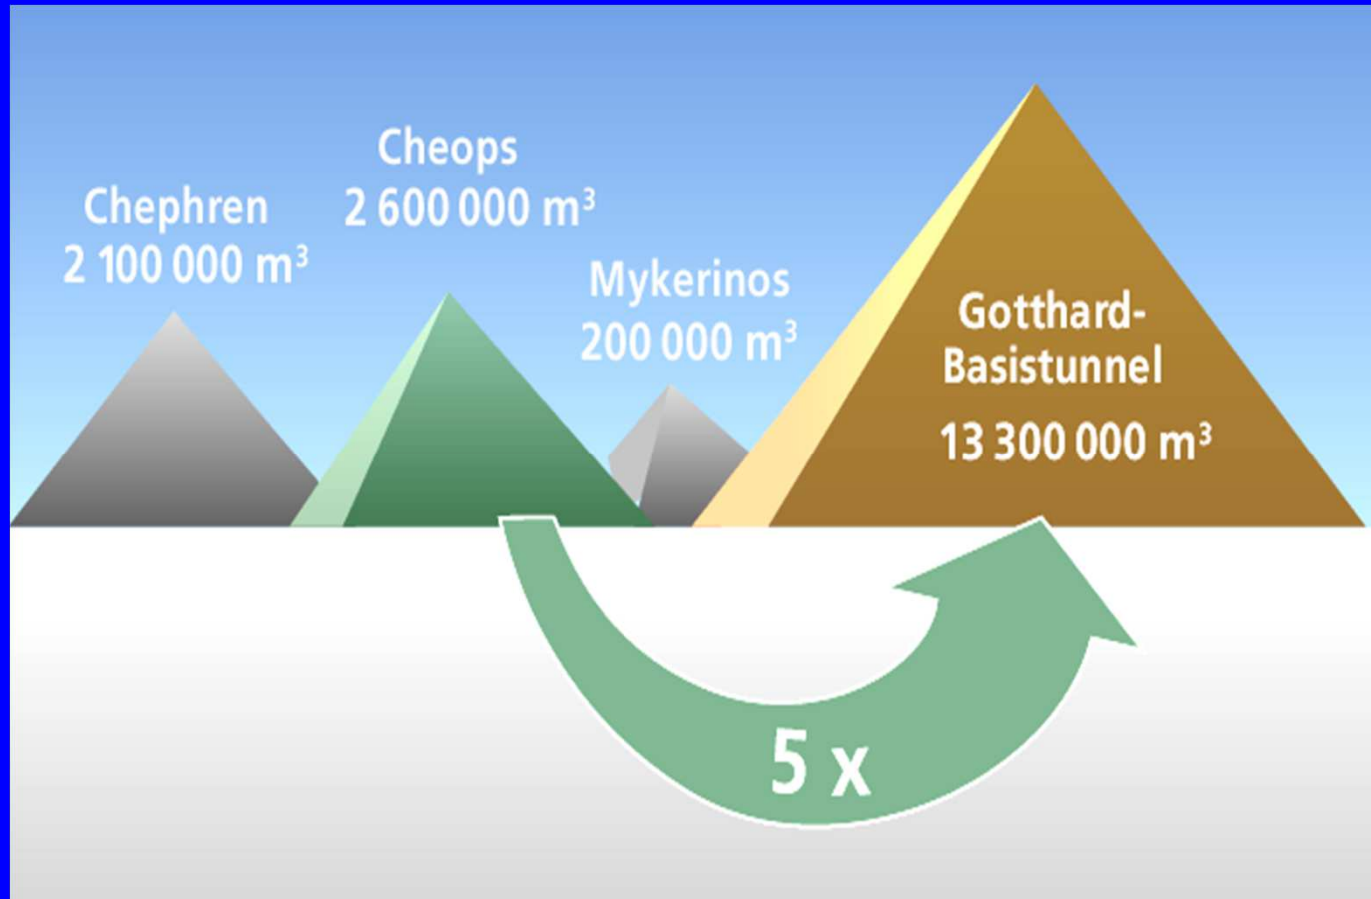 Chephren
2 100 000 m³
Cheops
2 600 000 m³
Mykerinos
200 000 m³
Gotthard-
Basistunnel
13 300 000 m³
5 x